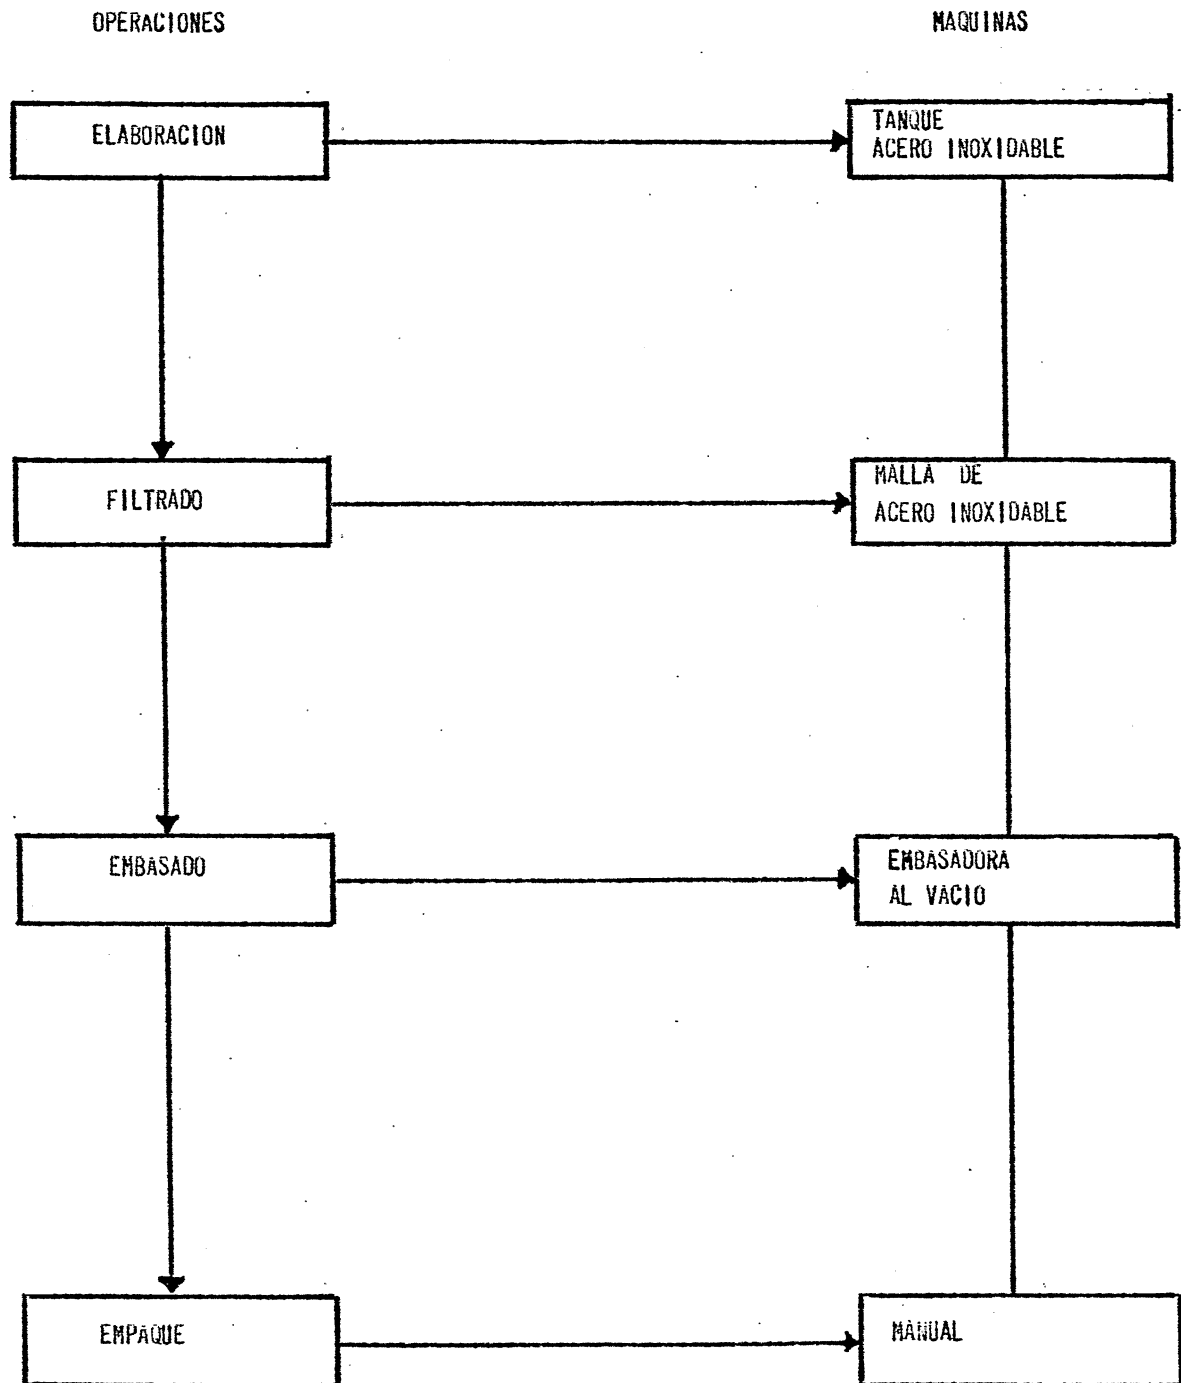 OPERACIONES
MAQUINAS
ELABORACION
TANQUE
ACERO INOXIDABLE
FILTRADO
MALLA DE
ACERO INOXIDABLE
EMBASADO
EMBASADORA
AL VACIO
EMPAQUE
MANUAL